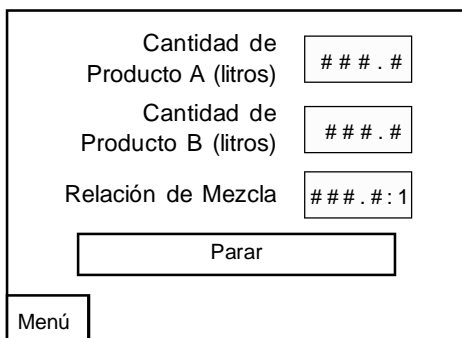 Cantidad de
Producto A (litros)
###.#
Cantidad de
Producto B (litros)
###.#
Relación de Mezcla
###.#:1
Parar
Menú